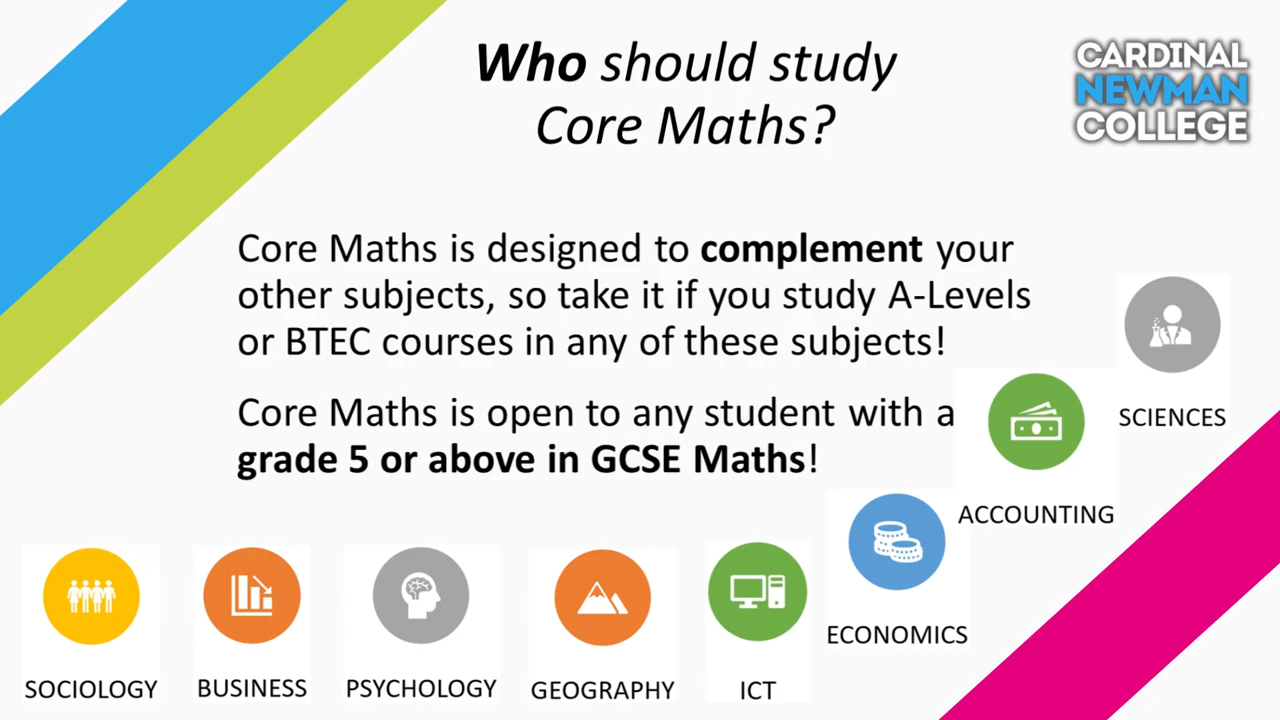 Who should study
Core Maths?
CARDINAL
NEWMAN
COLLEGE
Core Maths is designed to complement your
other subjects, so take it if you study A-Levels
or BTEC courses in any of these subjects!
Core Maths is open to any student with a
grade 5 or above in GCSE Maths!
SCIENCES
ACCOUNTING
ECONOMICS
SOCIOLOGY
BUSINESS
PSYCHOLOGY
GEOGRAPHY
ICT